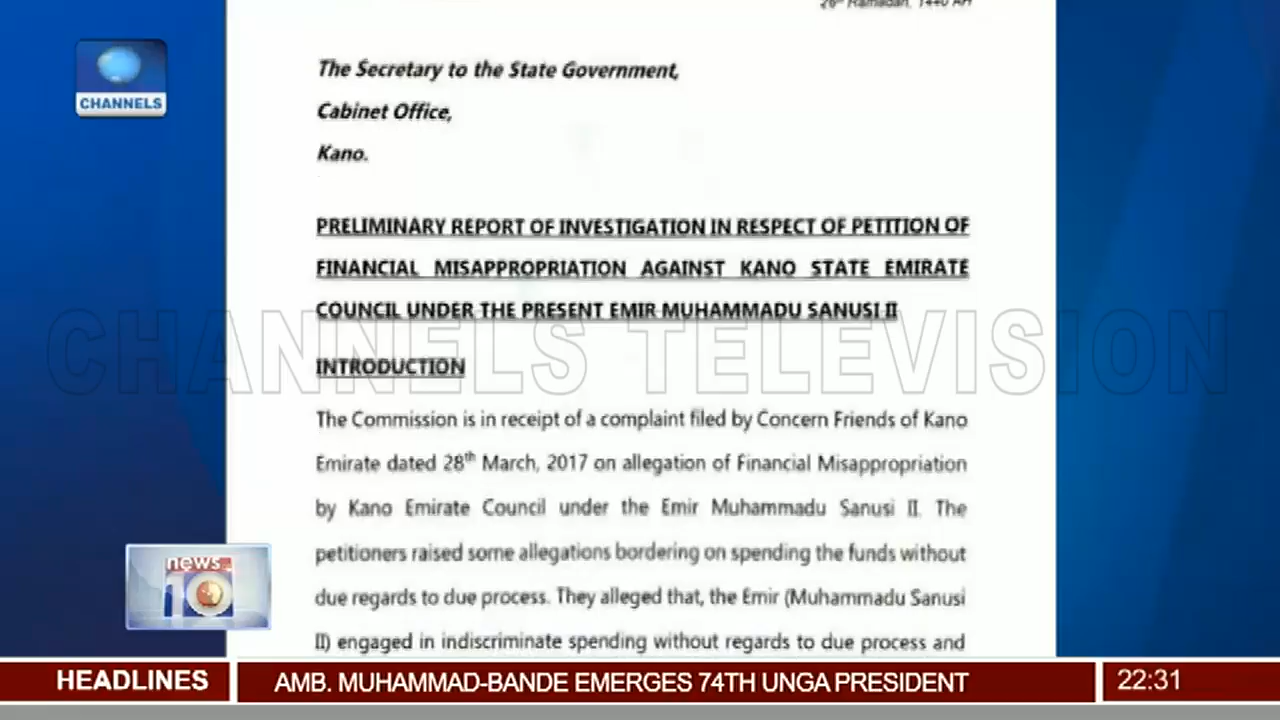 26th Ramadan, 1440 AH
CHANNELS
The Secretary to the State Government,
Cabinet Office,
Kano.
PRELIMINARY REPORT OF INVESTIGATION IN RESPECT OF PETITION OF
FINANCIAL MISAPPROPRIATION AGAINST KANO STATE EMIRATE
COUNCIL UNDER THE PRESENT EMIR MUHAMMADU SANUSI II
CHANNELS TELEVISION
INTRODUCTION
The Commission is in receipt of a complaint filed by Concern Friends of Kano
Emirate dated 28th March, 2017 on allegation of Financial Misappropriation
by Kano Emirate Council under the Emir Muhammadu Sanusi II. The
petitioners raised some allegations bordering on spending the funds without
due regards to due process. They alleged that, the Emir (Muhammadu Sanusi
II) engaged in indiscriminate spending without regards to due process and
news
10
HEADLINES
AMB. MUHAMMAD-BANDE EMERGES 74TH UNGA PRESIDENT
22:31